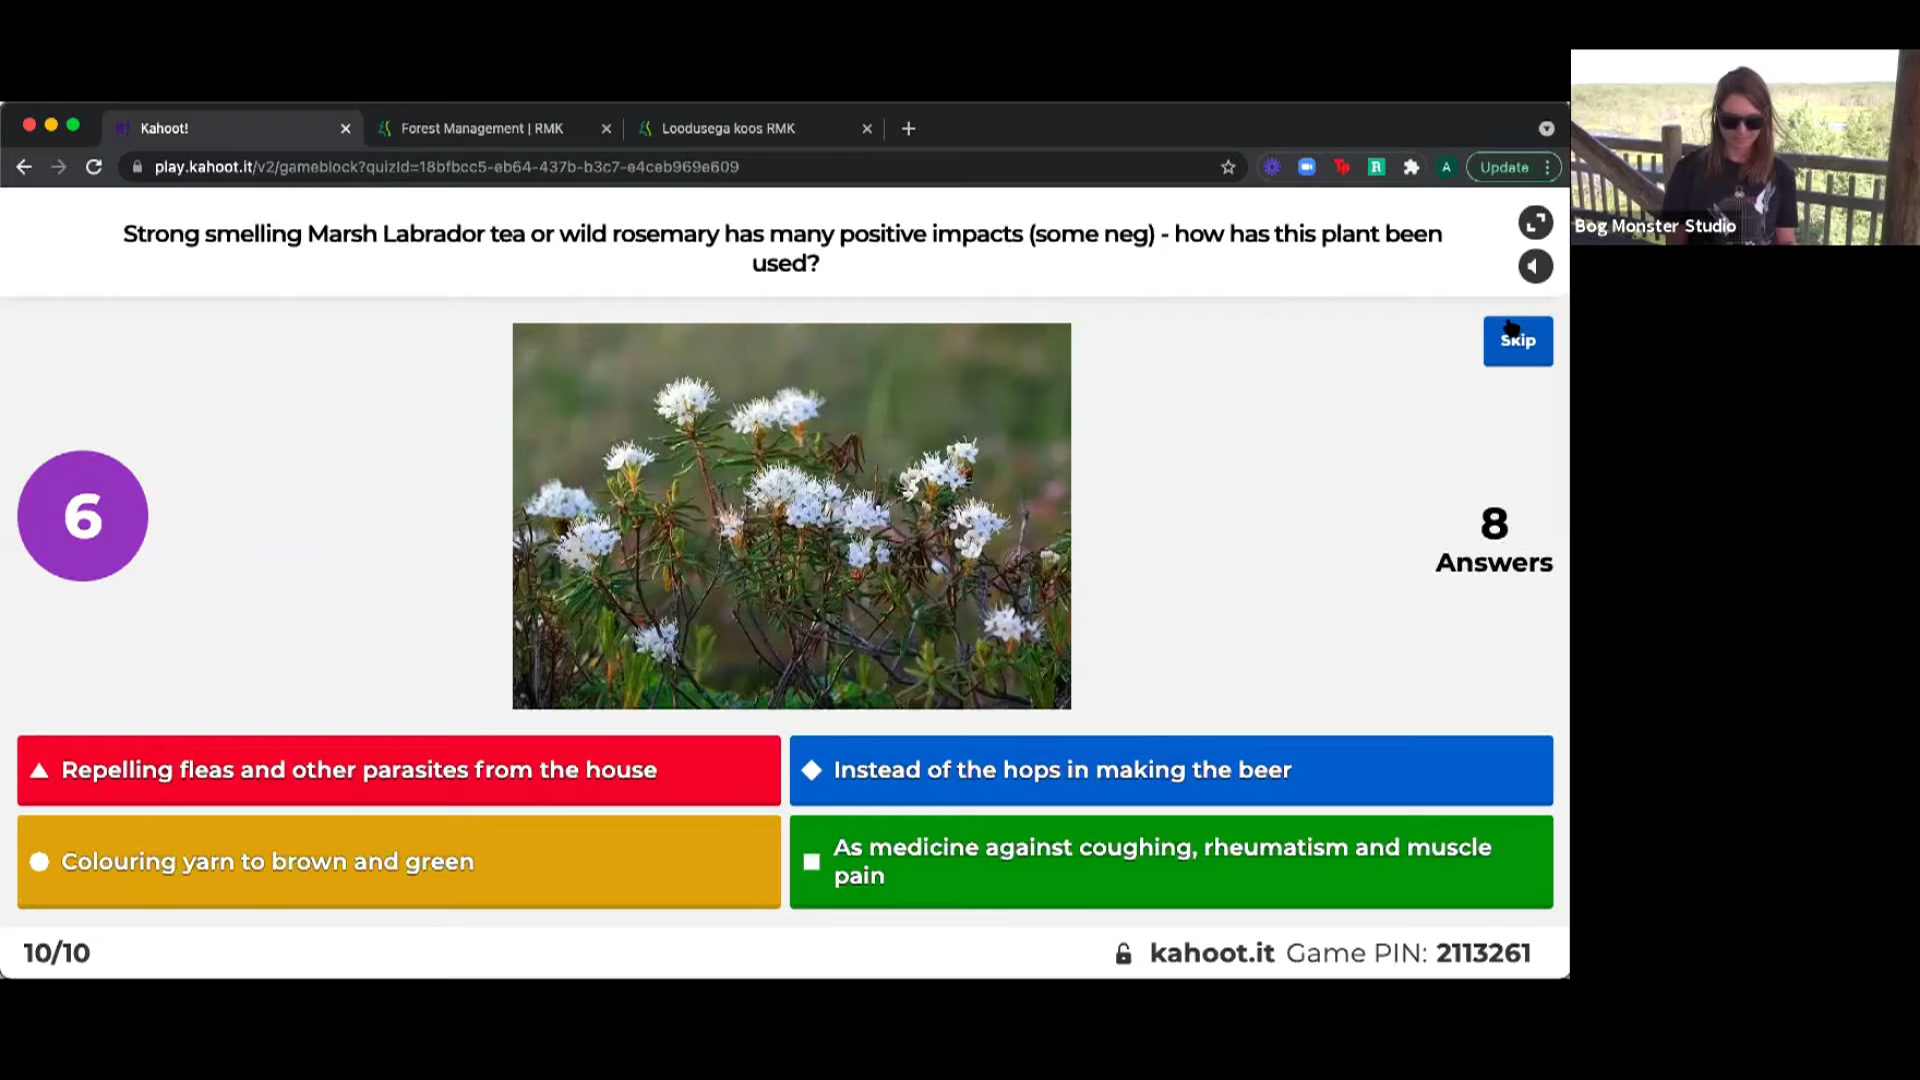 Kahoot!
Forest Management | RMK
Loodusega koos RMK
play.kahoot.it/v2/gameblock?quizId=18bfbcc5-eb64-437b-b3c7-e4ceb969e609
A
Update
Strong smelling Marsh Labrador tea or wild rosemary has many positive impacts (some neg) - how has this plant been
used?
Bog Monster Studio
Skip
6
8
Answers
Repelling fleas and other parasites from the house
Instead of the hops in making the beer
Colouring yarn to brown and green
As medicine against coughing, rheumatism and muscle
pain
10/10
kahoot.it Game PIN: 2113261